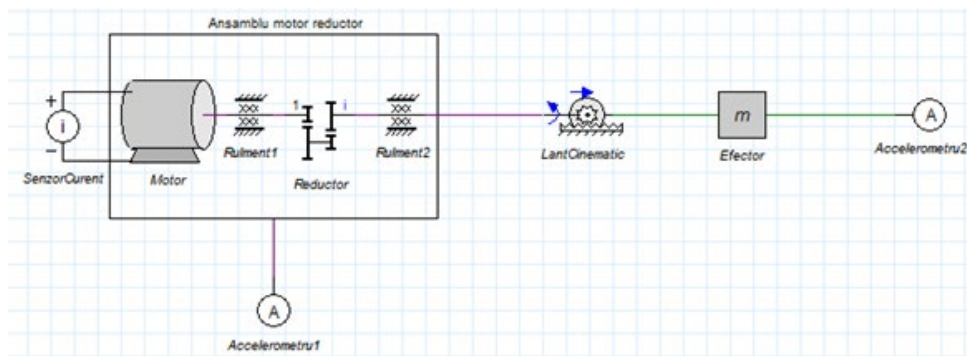 Ansamblu motor reductor
+
i
−
SenzorCurent
Motor
Rulment1
1
i
Reductor
Rulment2
LantCinematic
m
Efector
A
Accelerometru2
A
Accelerometru1